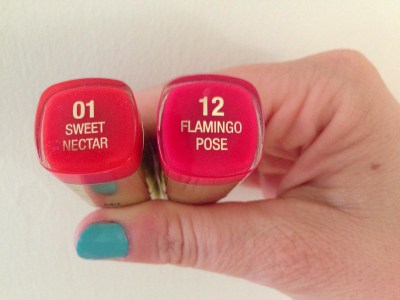 01
SWEET
NECTAR
12
FLAMINGO
POSE